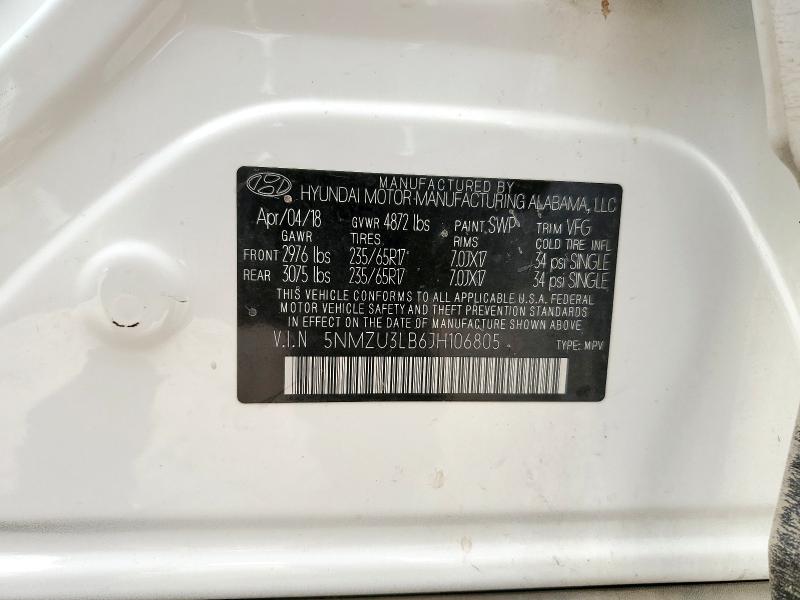 MANUFACTURED BY
HYUNDAI MOTOR MANUFACTURING ALABAMA, LLC
Apr/04/18 GVWR 4872 lbs PAINT SWP TRIM VFG
GAWR TIRES RIMS COLD TIRE INFL
FRONT 2976 lbs 235/65R17 7.0JX17 34 psi SINGLE
REAR 3075 lbs 235/65R17 7.0JX17 34 psi SINGLE
THIS VEHICLE CONFORMS TO ALL APPLICABLE U.S.A. FEDERAL
MOTOR VEHICLE SAFETY AND THEFT PREVENTION STANDARDS
IN EFFECT ON THE DATE OF MANUFACTURE SHOWN ABOVE.
V.I.N 5NMZU3LB6JH106805 TYPE: MPV